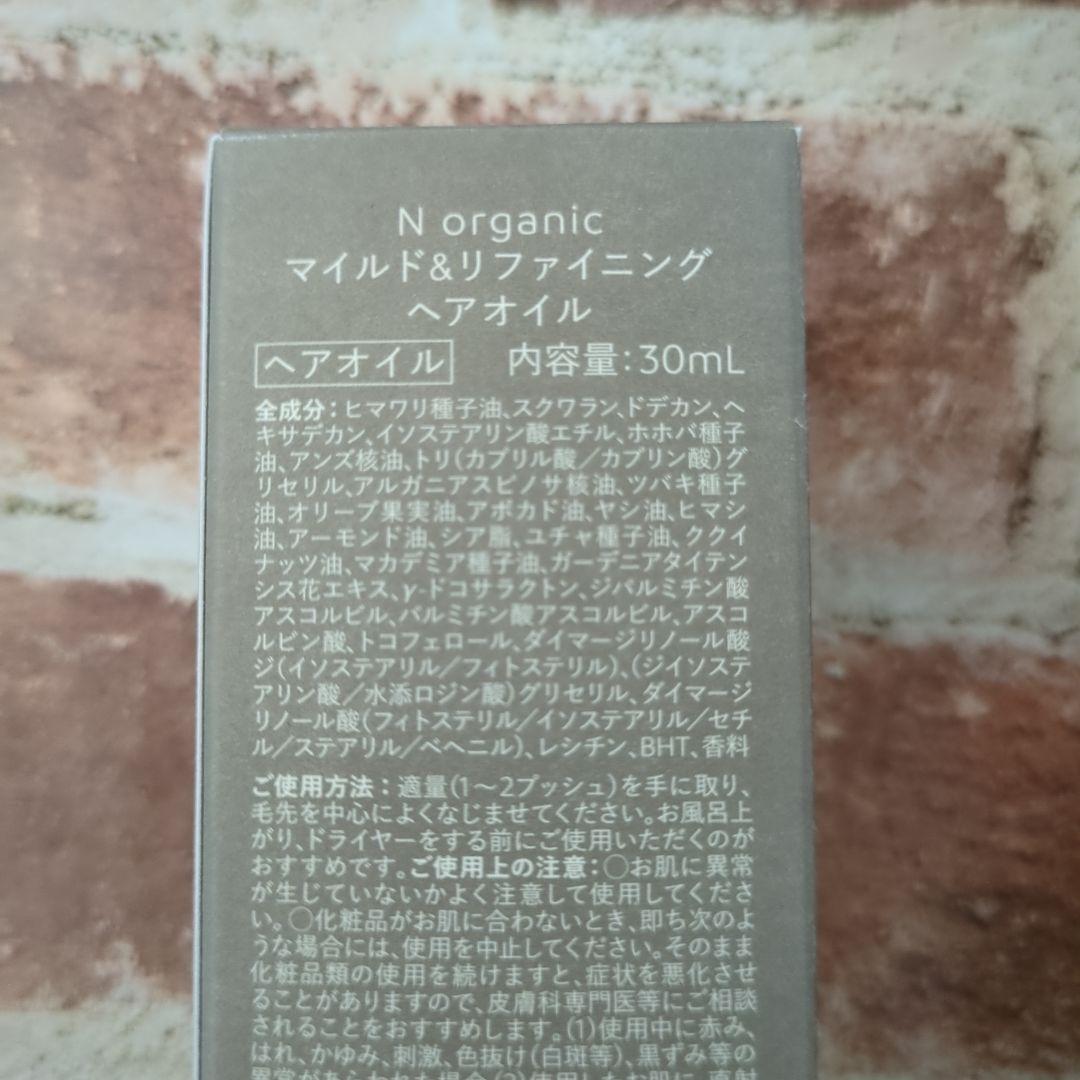 N organic
マイルド&リファイニング
ヘアオイル
ヘアオイル 内容量:30mL
全成分:ヒマワリ種子油、スクワラン、ドデカン、ヘ
キサデカン、イソステアリン酸エチル、ホホバ種子
油、アンズ核油、トリ(カプリル酸/カプリン酸)グ
リセリル、アルガニアスピノサ核油、ツバキ種子
油、オリーブ果実油、アボカド油、ヤシ油、ヒマシ
油、アーモンド油、シア脂、ユチャ種子油、ククイ
ナッツ油、マカデミア種子油、ガーデニアタイテン
シス花エキス、γ-ドコサラクトン、ジパルミチン酸
アスコルビル、パルミチン酸アスコルビル、アスコ
ルビン酸、トコフェロール、ダイマージリノール酸
ジ(イソステアリル/フィトステリル)、(ジイソステ
アリン酸/水添ロジン酸)グリセリル、ダイマージ
リノール酸(フィトステリル/イソステアリル/セチ
ル/ステアリル/ベヘニル)、レシチン、BHT、香料
ご使用方法:適量(1〜2プッシュ)を手に取り、
毛先を中心によくなじませてください。お風呂上
がり、ドライヤーをする前にご使用いただくのが
おすすめです。ご使用上の注意:○お肌に異常
が生じていないかよく注意して使用してくださ
い。○化粧品がお肌に合わないとき、即ち次のよ
うな場合には、使用を中止してください。そのまま
化粧品類の使用を続けますと、症状を悪化させ
ることがありますので、皮膚科専門医等にご相談
されることをおすすめします。(1)使用中に赤み、
はれ、かゆみ、刺激、色抜け(白斑等)、黒ずみ等の
異常があらわれた場合(2)使用したお肌に、直射